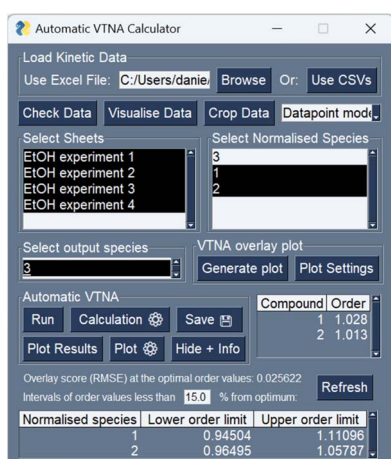 Automatic VTNA Calculator
Load Kinetic Data
Use Excel File: C:/Users/danie/ Browse Or: Use CSVs
Check Data Visualise Data Crop Data Datapoint mode
Select Sheets
EtOH experiment 1
EtOH experiment 2
EtOH experiment 3
EtOH experiment 4
Select Normalised Species
3
1
2
Select output species
3
VTNA overlay plot
Generate plot Plot Settings
Automatic VTNA
Run Calculation Save
Plot Results Plot Hide + Info
Compound Order
1 1.028
2 1.013
Overlay score (RMSE) at the optimal order values: 0.025622
Intervals of order values less than 15.0 % from optimum:
Refresh
Normalised species Lower order limit Upper order limit
1 0.94504 1.11096
2 0.96495 1.05787